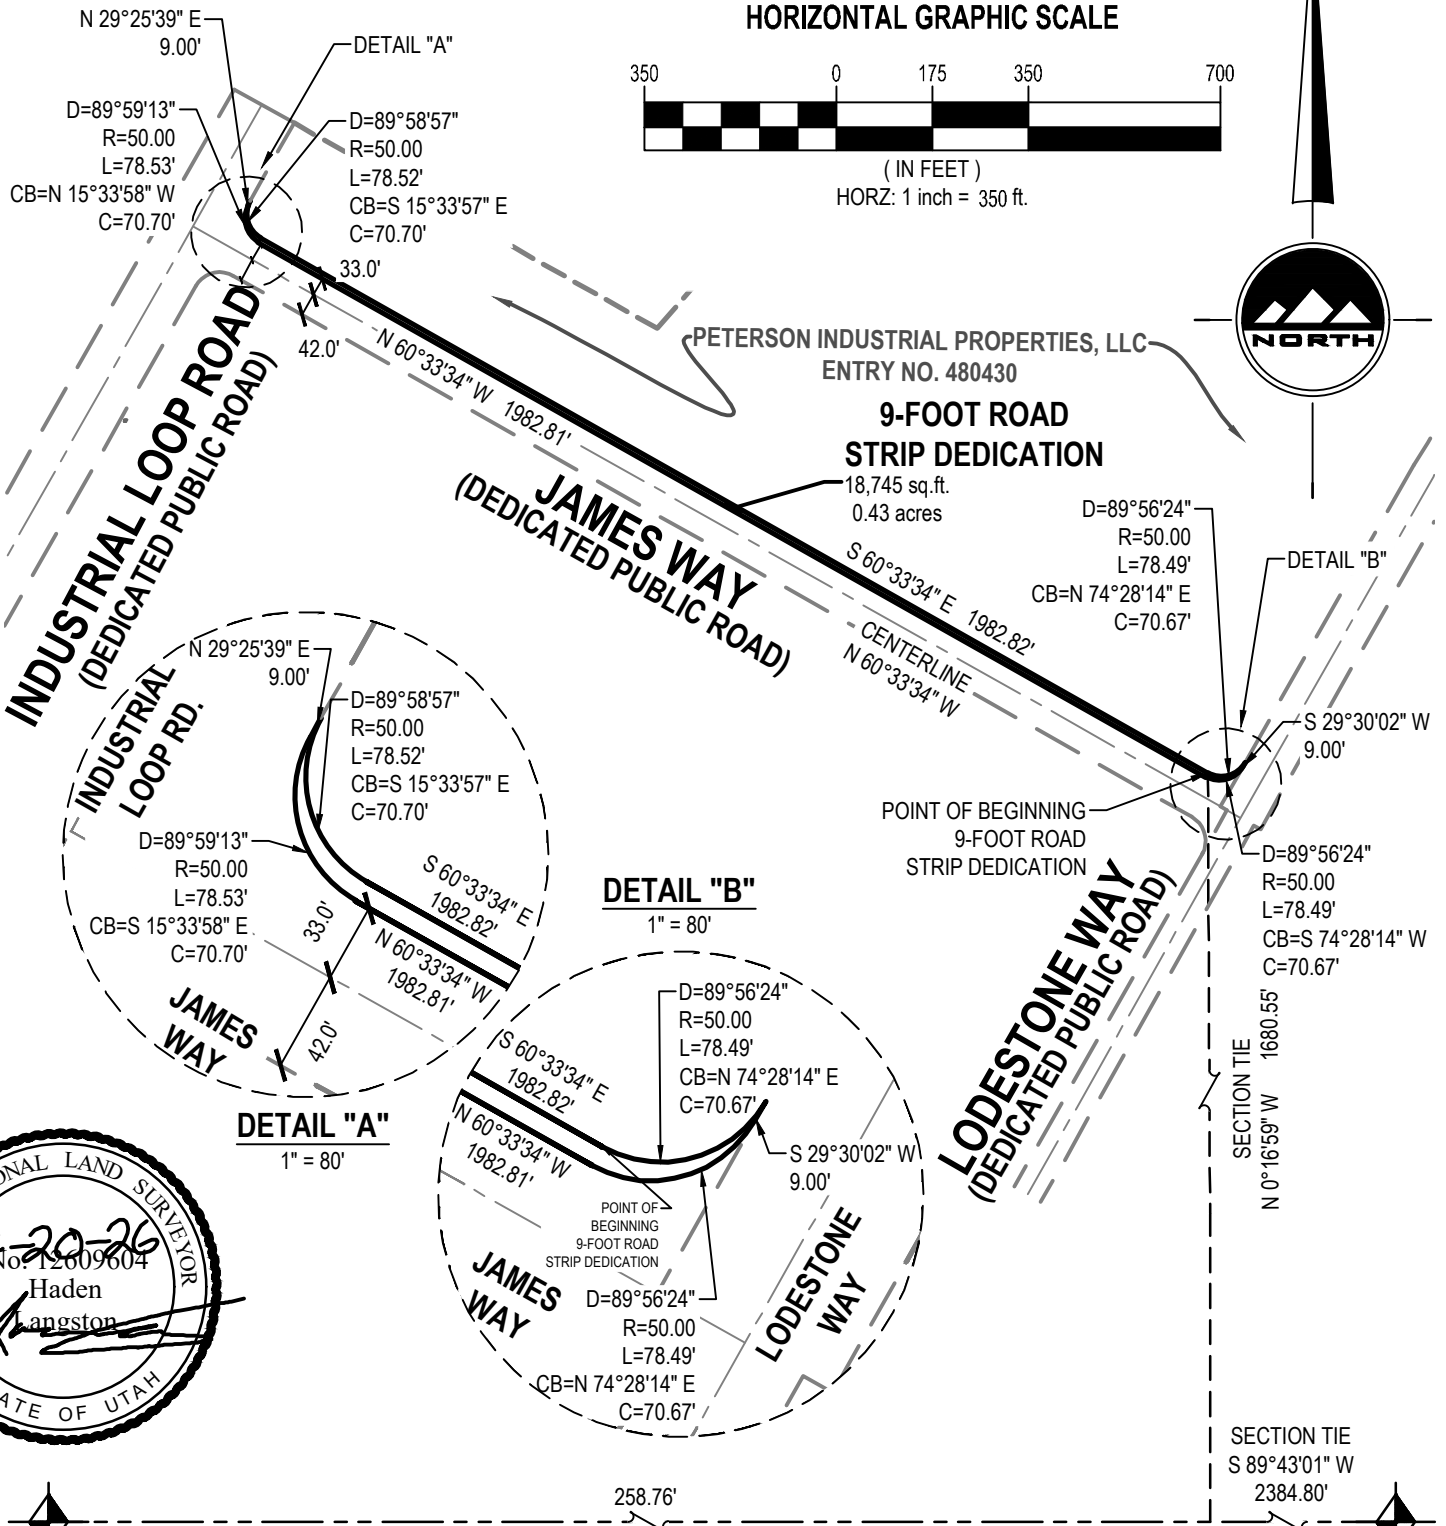 N 29°25'39" E
9.00'
DETAIL "A"
D=89°59'13"
R=50.00
L=78.53'
CB=N 15°33'58" W
C=70.70'
D=89°58'57"
R=50.00
L=78.52'
CB=S 15°33'57" E
C=70.70'
HORIZONTAL GRAPHIC SCALE
350 0 175 350 700
( IN FEET )
HORZ: 1 inch = 350 ft.
NORTH
33.0'
42.0'
N 60°33'34" W 1982.81'
PETERSON INDUSTRIAL PROPERTIES, LLC
ENTRY NO. 480430
9-FOOT ROAD
STRIP DEDICATION
18,745 sq.ft.
0.43 acres
INDUSTRIAL LOOP ROAD
(DEDICATED PUBLIC ROAD)
JAMES WAY
(DEDICATED PUBLIC ROAD)
S 60°33'34" E 1982.82'
CENTERLINE
N 60°33'34" W
D=89°56'24"
R=50.00
L=78.49'
CB=N 74°28'14" E
C=70.67'
DETAIL "B"
S 29°30'02" W
9.00'
POINT OF BEGINNING
9-FOOT ROAD
STRIP DEDICATION
D=89°56'24"
R=50.00
L=78.49'
CB=S 74°28'14" W
C=70.67'
LODESTONE WAY
(DEDICATED PUBLIC ROAD)
SECTION TIE
N 0°16'59" W 1680.55'
N 29°25'39" E
9.00'
INDUSTRIAL
LOOP RD.
D=89°58'57"
R=50.00
L=78.52'
CB=S 15°33'57" E
C=70.70'
D=89°59'13"
R=50.00
L=78.53'
CB=S 15°33'58" E
C=70.70'
S 60°33'34" E
1982.82'
N 60°33'34" W
1982.81'
33.0'
42.0'
JAMES
WAY
DETAIL "A"
1" = 80'
DETAIL "B"
1" = 80'
D=89°56'24"
R=50.00
L=78.49'
CB=N 74°28'14" E
C=70.67'
S 60°33'34" E
1982.82'
N 60°33'34" W
1982.81'
S 29°30'02" W
9.00'
POINT OF
BEGINNING
9-FOOT ROAD
STRIP DEDICATION
JAMES
WAY
LODESTONE
WAY
D=89°56'24"
R=50.00
L=78.49'
CB=N 74°28'14" E
C=70.67'
ONAL LAND SURVEYOR
-20-26
No. 12609604
Haden
Langston
ATE OF UTAH
258.76'
SECTION TIE
S 89°43'01" W
2384.80'